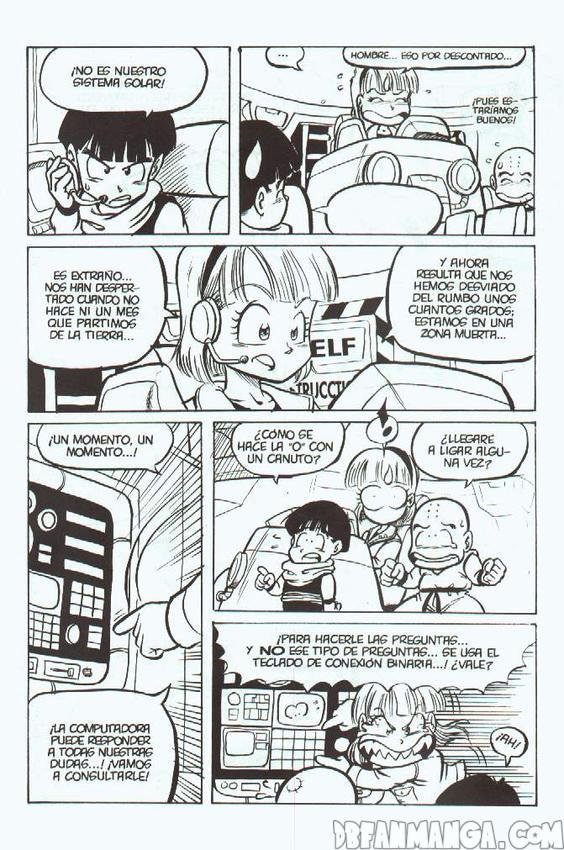 ¡NO ES NUESTRO
SISTEMA SOLAR!
...
HOMBRE... ESO POR DESCONTADO...
¡PUES ES-
TARÍAMOS
BUENOS!
ES EXTRAÑO...
NOS HAN DESPER-
TADO CUANDO NO
HACE NI UN MES
QUE PARTIMOS
DE LA TIERRA...
Y AHORA
RESULTA QUE NOS
HEMOS DESVIADO
DEL RUMBO UNOS
CUANTOS GRADOS;
ESTAMOS EN UNA
ZONA MUERTA...
ELF
TRUCCTI
¡UN MOMENTO, UN
MOMENTO...!
¡LA COMPUTADORA
PUEDE RESPONDER
A TODAS NUESTRAS
DUDAS...! ¡VAMOS
A CONSULTARLE!
¿CÓMO SE
HACE LA "O" CON
UN CANUTO?
¿LLEGARE
A LIGAR ALGU-
NA VEZ?
¡PARA HACERLE LAS PREGUNTAS...
Y NO ESE TIPO DE PREGUNTAS... SE USA EL
TECLADO DE CONEXIÓN BINARIA...! ¿VALE?
¡AH!
DBFANMANGA.COM